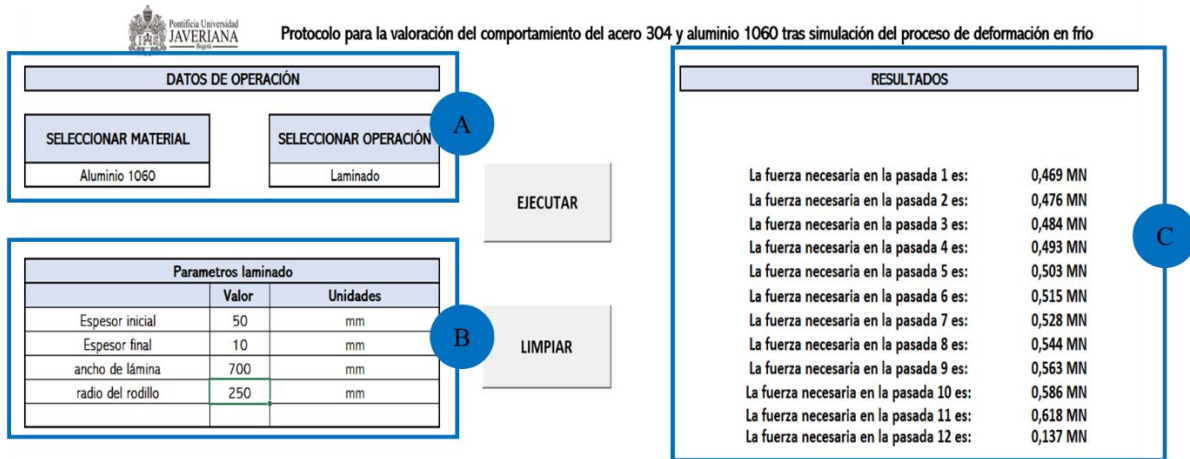 Pontificia Universidad
JAVERIANA
Bogotá
Protocolo para la valoración del comportamiento del acero 304 y aluminio 1060 tras simulación del proceso de deformación en frío
DATOS DE OPERACIÓN
SELECCIONAR MATERIAL
SELECCIONAR OPERACIÓN
A
Aluminio 1060
Laminado
EJECUTAR
Parametros laminado
Valor
Unidades
Espesor inicial 50 mm
Espesor final 10 mm
ancho de lámina 700 mm
radio del rodillo 250 mm
B
LIMPIAR
RESULTADOS
La fuerza necesaria en la pasada 1 es: 0,469 MN
La fuerza necesaria en la pasada 2 es: 0,476 MN
La fuerza necesaria en la pasada 3 es: 0,484 MN
La fuerza necesaria en la pasada 4 es: 0,493 MN
La fuerza necesaria en la pasada 5 es: 0,503 MN
La fuerza necesaria en la pasada 6 es: 0,515 MN
La fuerza necesaria en la pasada 7 es: 0,528 MN
La fuerza necesaria en la pasada 8 es: 0,544 MN
La fuerza necesaria en la pasada 9 es: 0,563 MN
La fuerza necesaria en la pasada 10 es: 0,586 MN
La fuerza necesaria en la pasada 11 es: 0,618 MN
La fuerza necesaria en la pasada 12 es: 0,137 MN
C